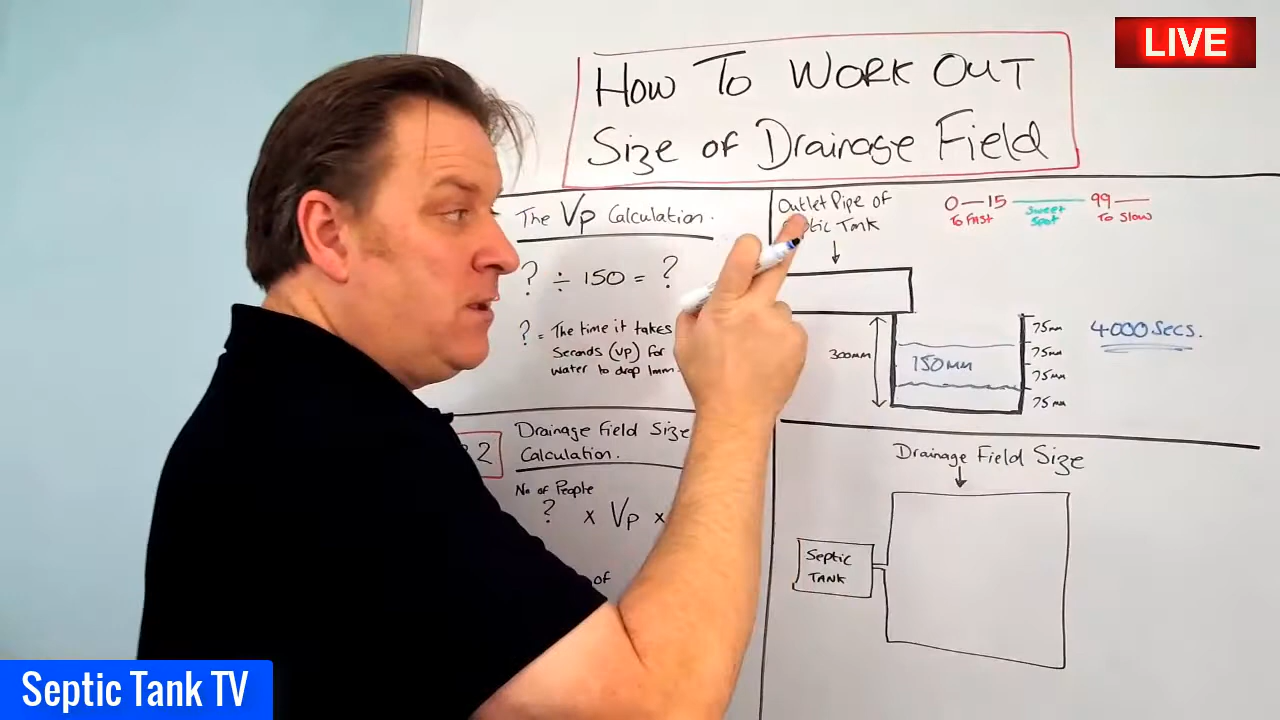 LIVE
How To WORK OUT
Size of Drainage Field
The Vp Calculation.
? ÷ 150 = ?
? = The time it takes
Seconds (Vp) for
water to drop 1mm.
2
Drainage Field Size
Calculation.
No of People
? x Vp x
of
Outlet Pipe of
ptic Tank
0 — 15 — 99 —
To Fast
Sweet
Spot
To Slow
300mm
150mm
75mm
75mm
75mm
75mm
4000 Secs.
Drainage Field Size
Septic
TANK
Septic Tank TV